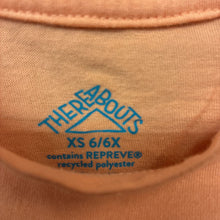 THEREABOUTS
XS 6/6X
contains REPREVE®
recycled polyester